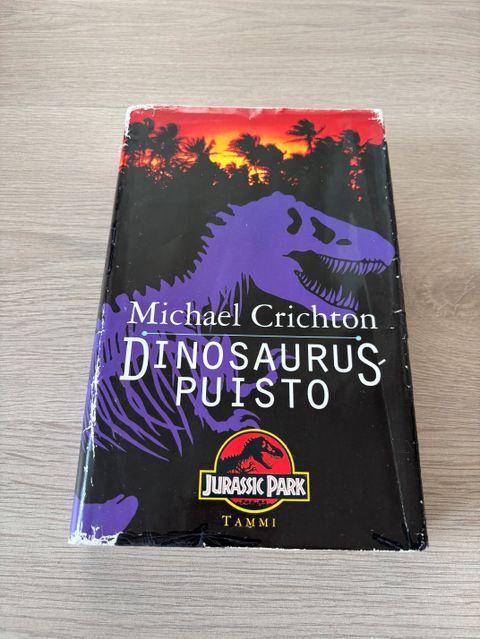 Michael Crichton
DINOSAURUS-
PUISTO
JURASSIC PARK
TAMMI